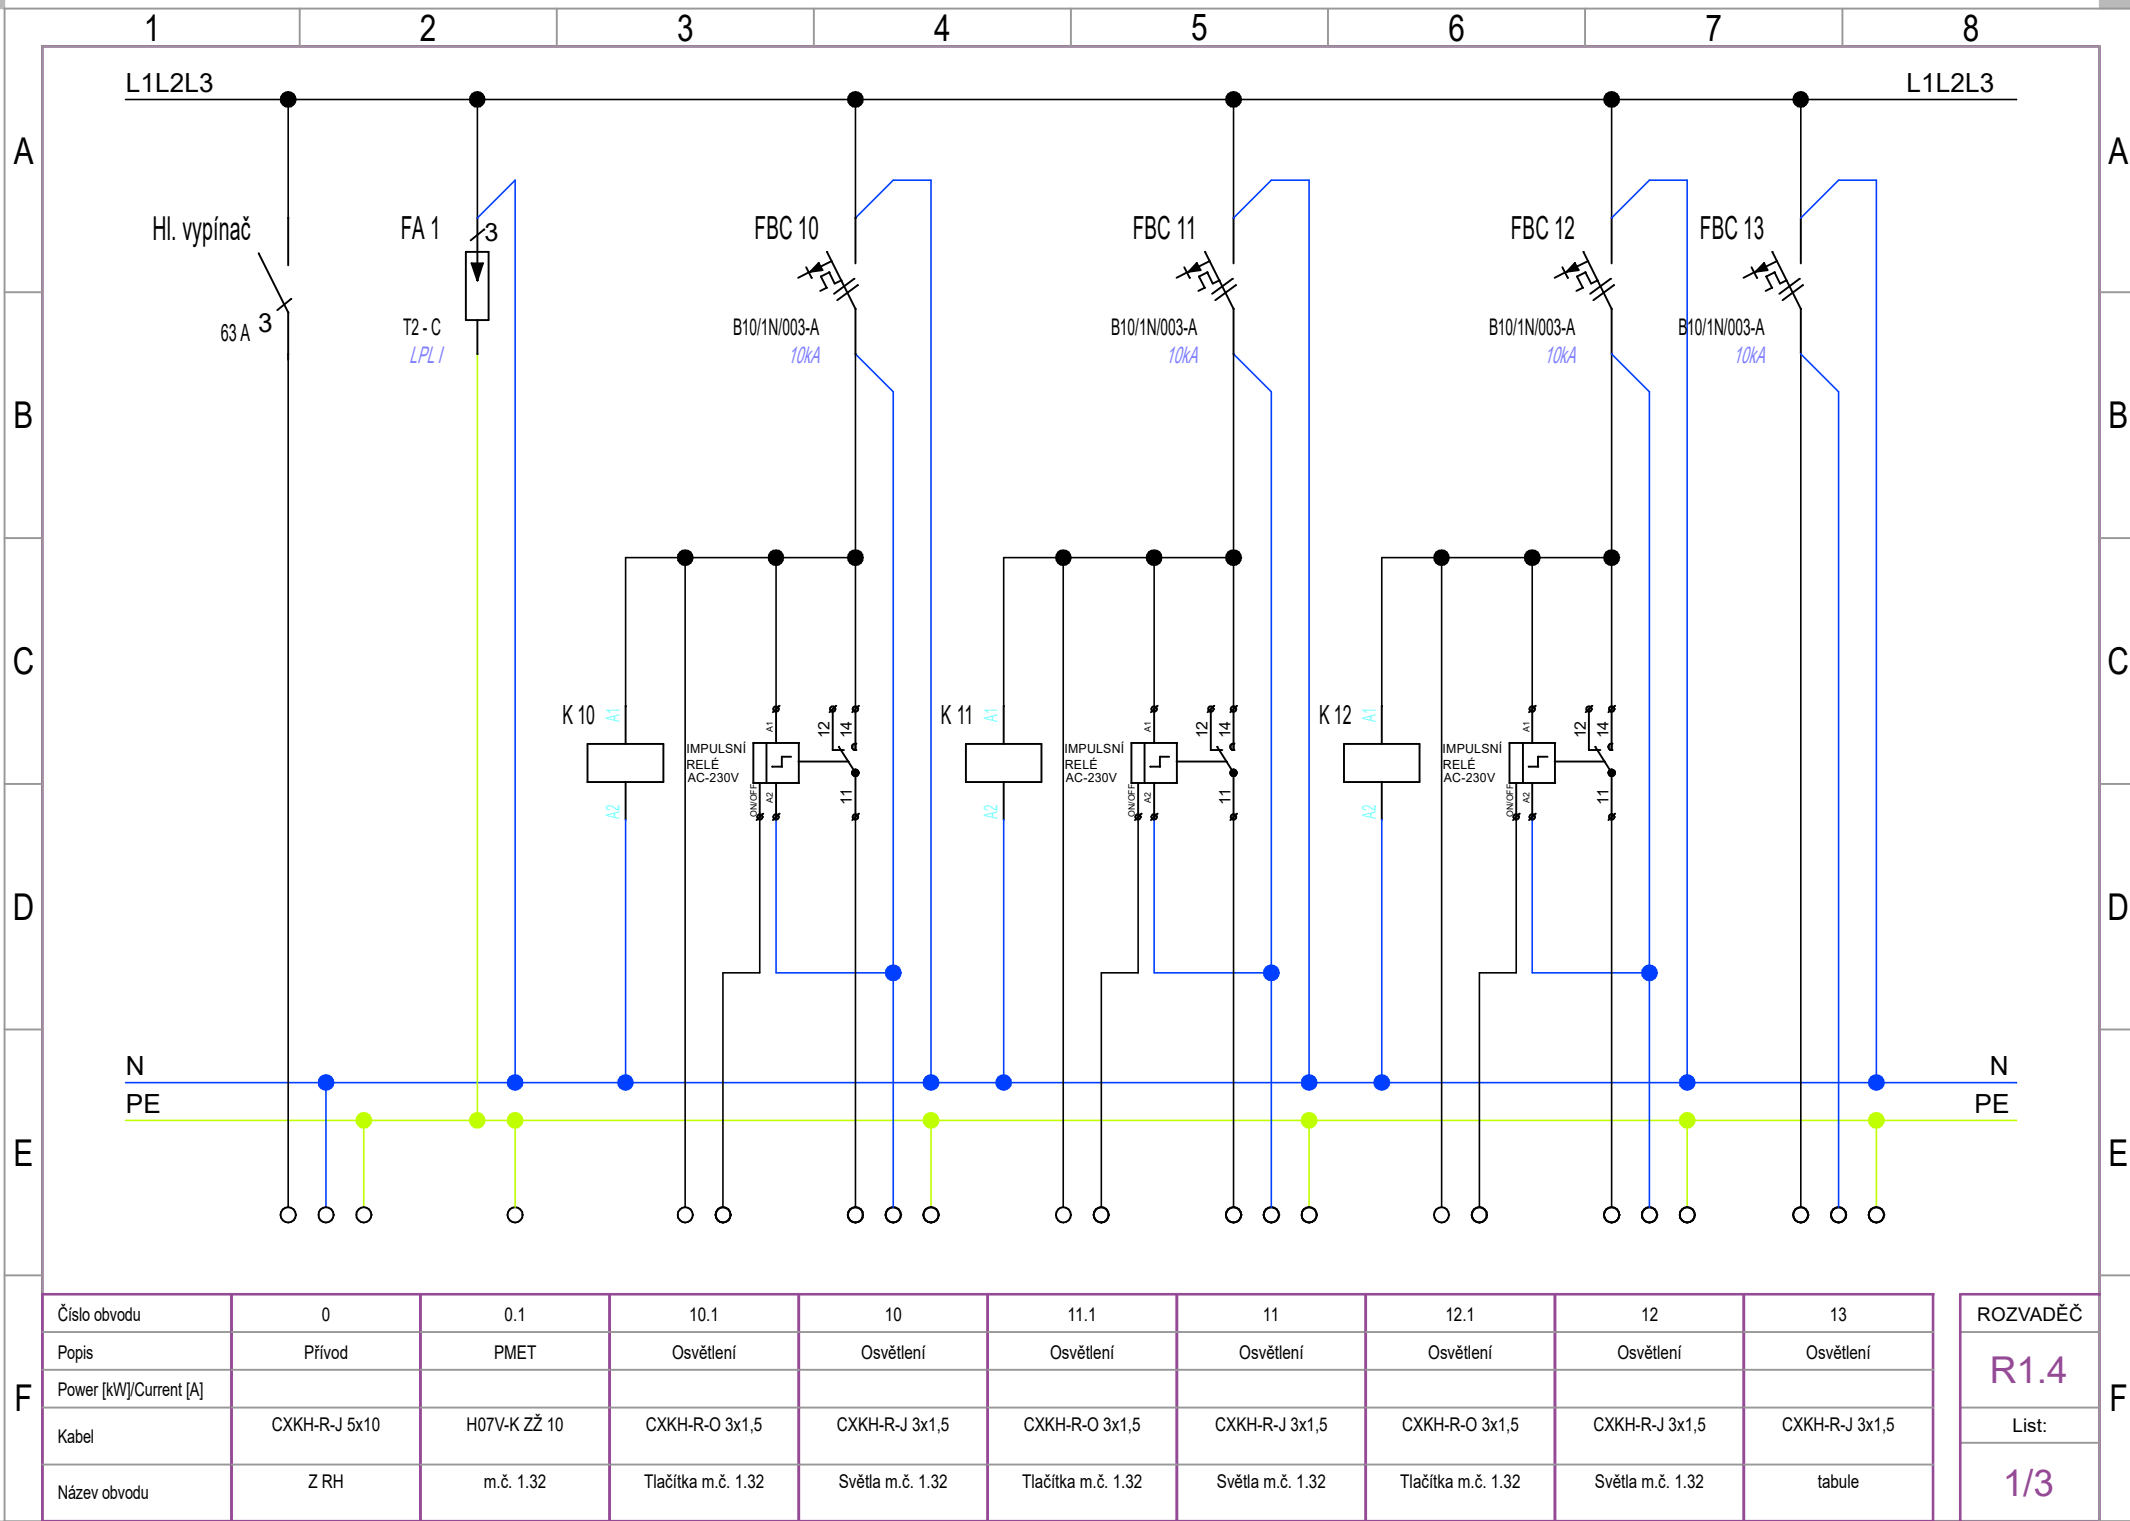 1 2 3 4 5 6 7 8
L1L2L3 L1L2L3
A A
Hl. vypínač FA 1 3 FBC 10 FBC 11 FBC 12 FBC 13
63 A 3 T2 - C B10/1N/003-A B10/1N/003-A B10/1N/003-A B10/1N/003-A
LPL I 10kA 10kA 10kA 10kA
B B
C C
K 10 A1 A1 12 14 K 11 A1 A1 12 14 K 12 A1 A1 12 14
IMPULSNÍ IMPULSNÍ IMPULSNÍ
RELÉ RELÉ RELÉ
AC-230V AC-230V AC-230V
A2 ON/OFF A2 11 A2 ON/OFF A2 11 A2 ON/OFF A2 11
D D
N N
PE PE
E E
Číslo obvodu 0 0.1 10.1 10 11.1 11 12.1 12 13 ROZVADĚČ
Popis Přívod PMET Osvětlení Osvětlení Osvětlení Osvětlení Osvětlení Osvětlení Osvětlení R1.4
Power [kW]/Current [A]
F F
Kabel CXKH-R-J 5x10 H07V-K ZŽ 10 CXKH-R-O 3x1,5 CXKH-R-J 3x1,5 CXKH-R-O 3x1,5 CXKH-R-J 3x1,5 CXKH-R-O 3x1,5 CXKH-R-J 3x1,5 CXKH-R-J 3x1,5 List:
Název obvodu Z RH m.č. 1.32 Tlačítka m.č. 1.32 Světla m.č. 1.32 Tlačítka m.č. 1.32 Světla m.č. 1.32 Tlačítka m.č. 1.32 Světla m.č. 1.32 tabule 1/3